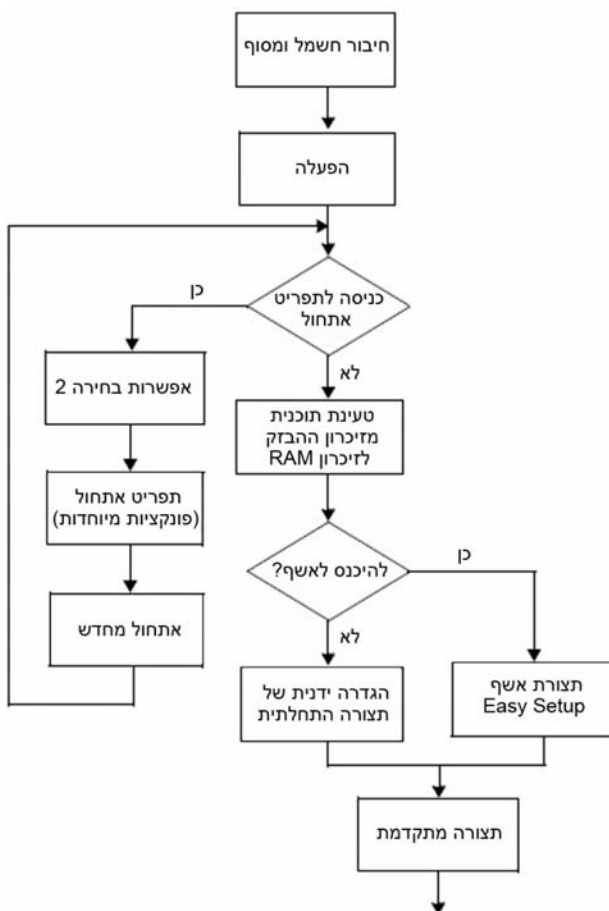 חיבור חשמל ומסוף
הפעלה
כניסה לתפריט
אתחול
כן
לא
אפשרות בחירה 2
תפריט אתחול
(פונקציות מיוחדות)
אתחול מחדש
טעינת תוכנית
מזיכרון ההבזק
לזיכרון RAM
להיכנס לאשף?
כן
לא
תצורת אשף
Easy Setup
הגדרה ידנית של
תצורה התחלתית
תצורה מתקדמת